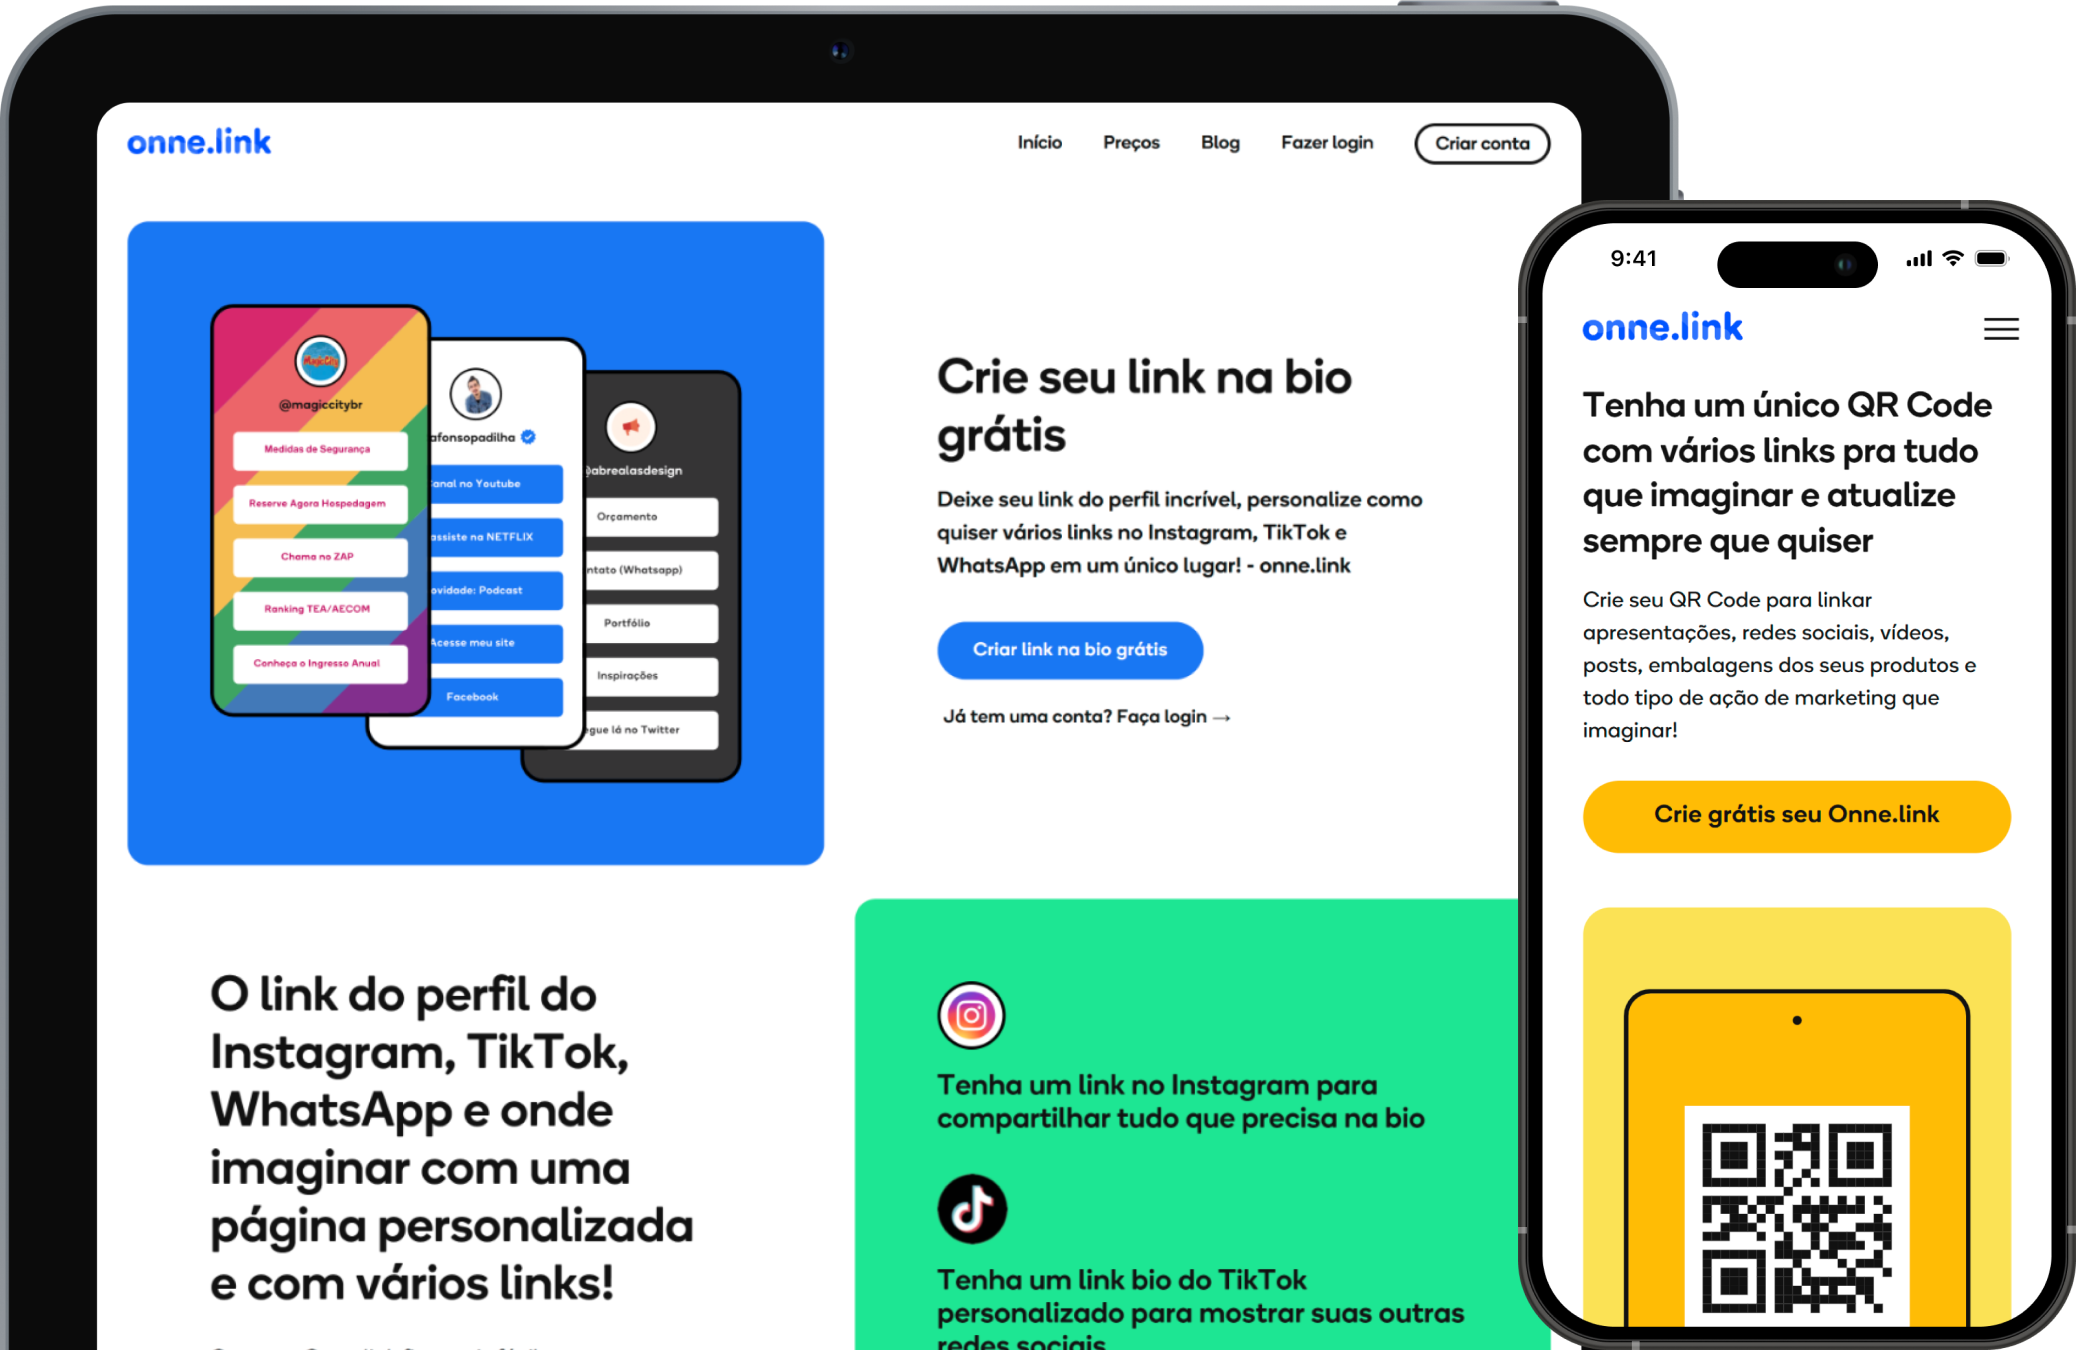 onne.link
Início Preços Blog Fazer login Criar conta
@magiccitybr
Medidas de Segurança
Reserve Agora Hospedagem
Chama no ZAP
Ranking TEA/AECOM
Conheça o Ingresso Anual
afonsopadilha
anal no Youtube
assiste na NETFLIX
ovidade: Podcast
Acesse meu site
Facebook
@abrealasdesign
Orçamento
ntato (Whatsapp)
Portfólio
Inspirações
egue lá no Twitter
Crie seu link na bio
grátis
Deixe seu link do perfil incrível, personalize como
quiser vários links no Instagram, TikTok e
WhatsApp em um único lugar! - onne.link
Criar link na bio grátis
Já tem uma conta? Faça login →
O link do perfil do
Instagram, TikTok,
WhatsApp e onde
imaginar com uma
página personalizada
e com vários links!
Tenha um link no Instagram para
compartilhar tudo que precisa na bio
Tenha um link bio do TikTok
personalizado para mostrar suas outras
redes sociais
9:41
onne.link
Tenha um único QR Code
com vários links pra tudo
que imaginar e atualize
sempre que quiser
Crie seu QR Code para linkar
apresentações, redes sociais, vídeos,
posts, embalagens dos seus produtos e
todo tipo de ação de marketing que
imaginar!
Crie grátis seu Onne.link